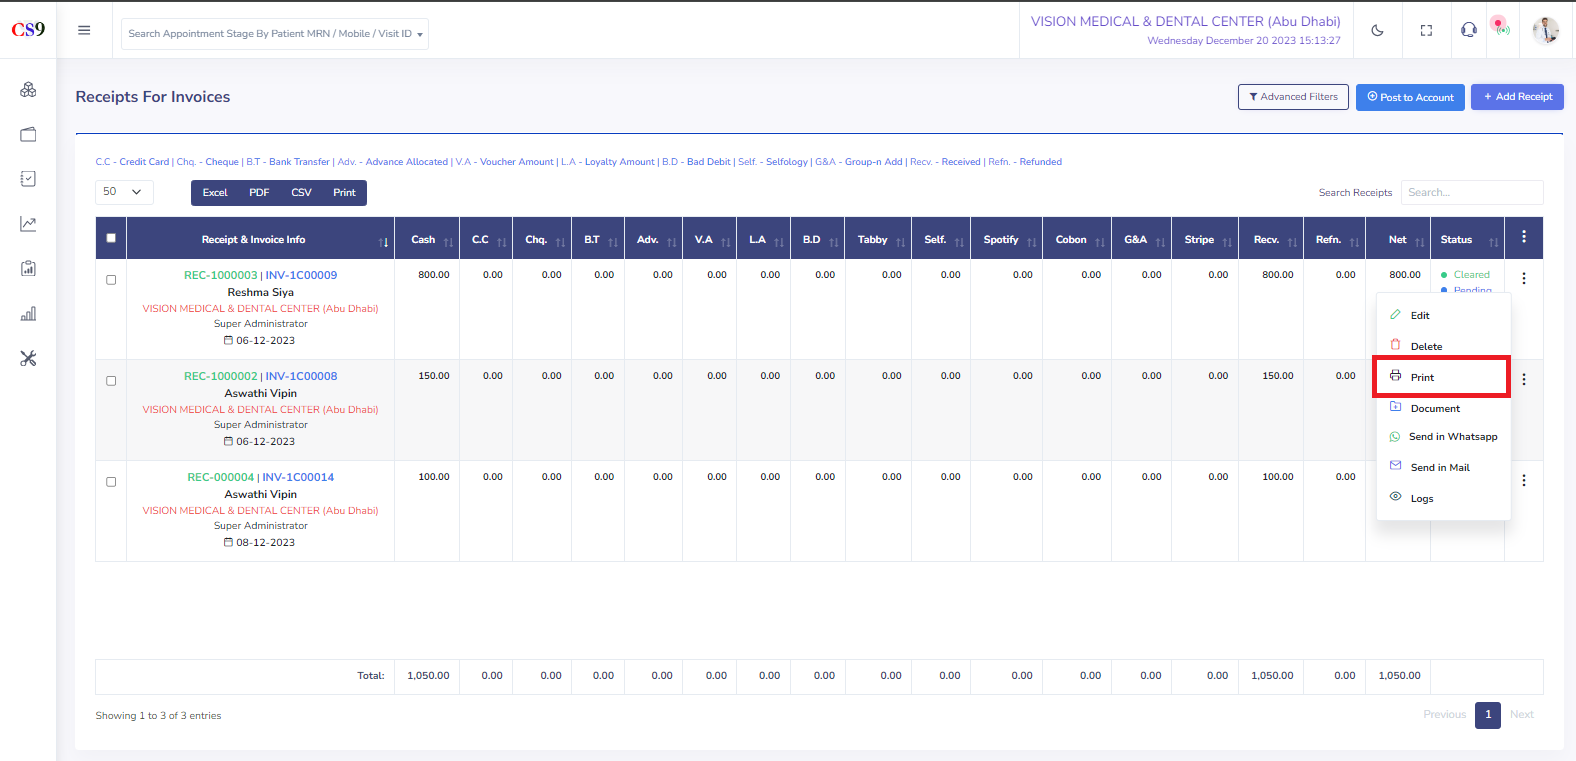 CS9
Search Appointment Stage By Patient MRN / Mobile / Visit ID
VISION MEDICAL & DENTAL CENTER (Abu Dhabi)
Wednesday December 20 2023 15:13:27
Receipts For Invoices
Advanced Filters
Post to Account
+ Add Receipt
C.C - Credit Card | Chq. - Cheque | B.T - Bank Transfer | Adv. - Advance Allocated | V.A - Voucher Amount | L.A - Loyalty Amount | B.D - Bad Debit | Self. - Selfology | G&A - Group-n Add | Recv. - Received | Refn. - Refunded
50
Excel PDF CSV Print
Search Receipts Search...
Receipt & Invoice Info Cash C.C Chq. B.T Adv. V.A L.A B.D Tabby Self. Spotify Cobon G&A Stripe Recv. Refn. Net Status
REC-1000003 | INV-1C00009 800.00 0.00 0.00 0.00 0.00 0.00 0.00 0.00 0.00 0.00 0.00 0.00 0.00 0.00 800.00 0.00 800.00 Cleared
Pending
Reshma Siya
VISION MEDICAL & DENTAL CENTER (Abu Dhabi)
Super Administrator
06-12-2023
REC-1000002 | INV-1C00008 150.00 0.00 0.00 0.00 0.00 0.00 0.00 0.00 0.00 0.00 0.00 0.00 0.00 0.00 150.00 0.00
Aswathi Vipin
VISION MEDICAL & DENTAL CENTER (Abu Dhabi)
Super Administrator
06-12-2023
REC-000004 | INV-1C00014 100.00 0.00 0.00 0.00 0.00 0.00 0.00 0.00 0.00 0.00 0.00 0.00 0.00 0.00 100.00 0.00
Aswathi Vipin
VISION MEDICAL & DENTAL CENTER (Abu Dhabi)
Super Administrator
08-12-2023
Edit
Delete
Print
Document
Send in Whatsapp
Send in Mail
Logs
Total: 1,050.00 0.00 0.00 0.00 0.00 0.00 0.00 0.00 0.00 0.00 0.00 0.00 0.00 0.00 1,050.00 0.00 1,050.00
Showing 1 to 3 of 3 entries
Previous 1 Next